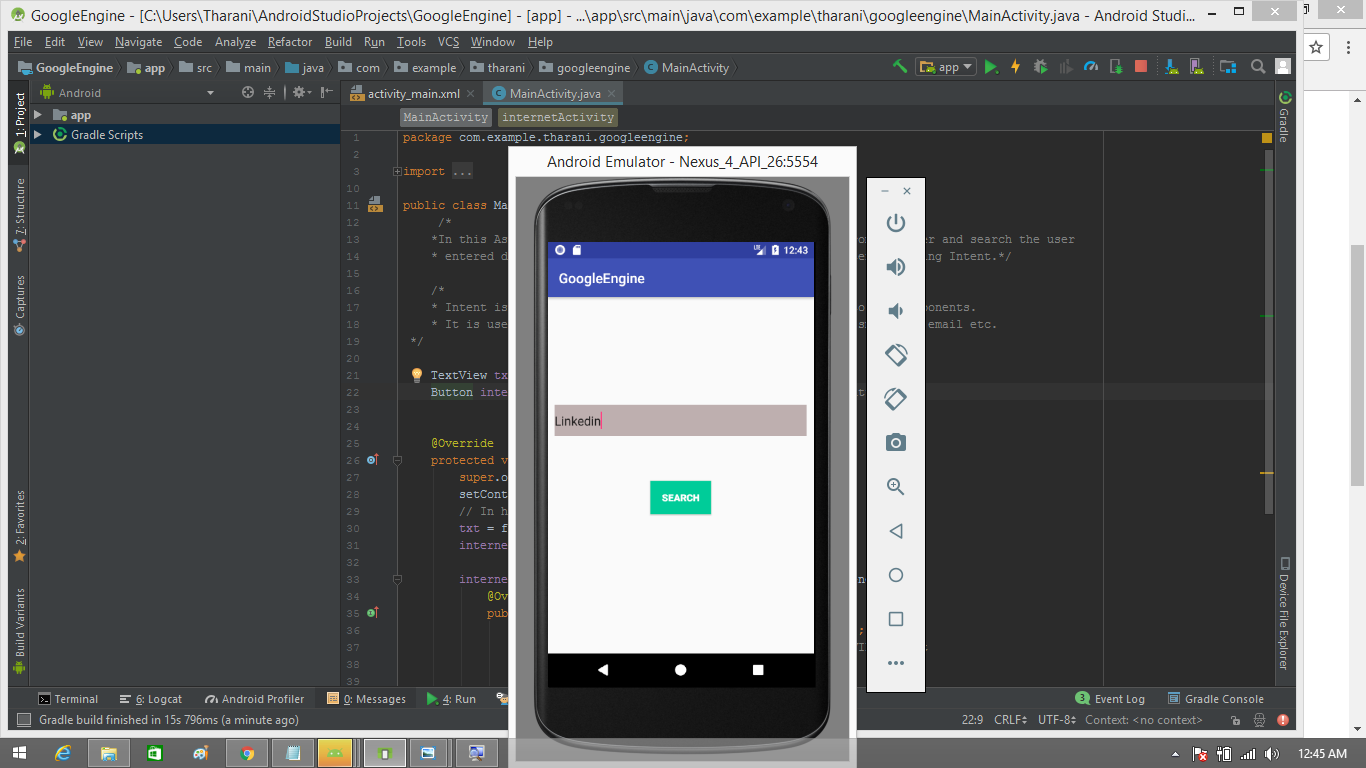 GoogleEngine - [C:\Users\Tharani\AndroidStudioProjects\GoogleEngine] - [app] - ...\app\src\main\java\com\example\tharani\googleengine\MainActivity.java - Android Studi...
File Edit View Navigate Code Analyze Refactor Build Run Tools VCS Window Help
GoogleEngine app src main java com example tharani googleengine MainActivity app
Android activity_main.xml MainActivity.java
1: Project
7: Structure
Captures
2: Favorites
Build Variants
app
Gradle Scripts
MainActivity internetActivity
1 package com.example.tharani.googleengine;
2
3 import ...
10
11 public class Ma
12 /*
13 *In this As er and search the user
14 * entered d ng Intent.*/
15
16 /*
17 * Intent is ponents.
18 * It is use email etc.
19 */
20
21 TextView tx
22 Button inte
23
24
25 @Override
26 protected v
27 super.o
28 setCont
29 // In h
30 txt = f
31 interne
32
33 interne
34 @Ov
35 pub
36 ;
37
38
39
Android Emulator - Nexus_4_API_26:5554
12:43
GoogleEngine
Linkedin
SEARCH
Gradle
Device File Explorer
Terminal 6: Logcat Android Profiler 0: Messages 4: Run 3 Event Log Gradle Console
Gradle build finished in 15s 796ms (a minute ago) 22:9 CRLF UTF-8 Context: <no context>
12:45 AM